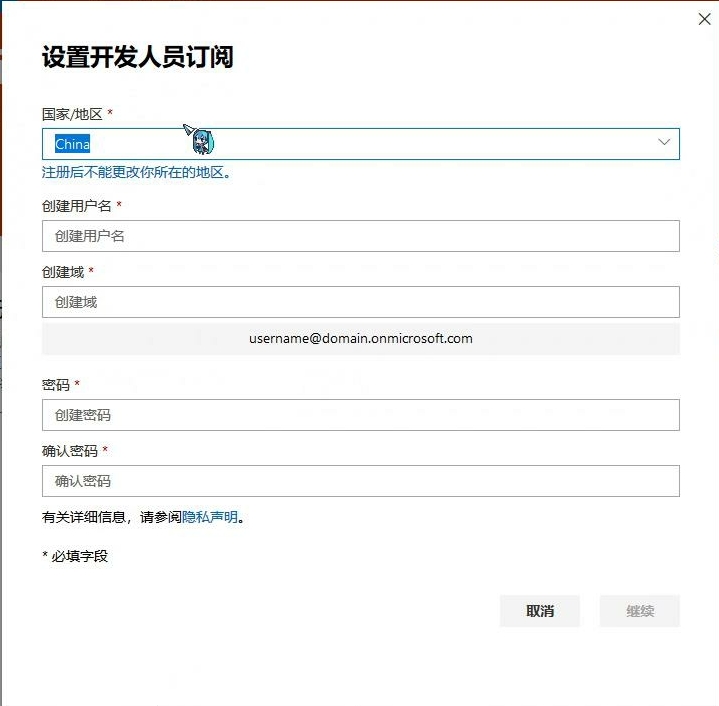 设置开发人员订阅
国家/地区 *
China
注册后不能更改你所在的地区。
创建用户名 *
创建用户名
创建域 *
创建域
username@domain.onmicrosoft.com
密码 *
创建密码
确认密码 *
确认密码
有关详细信息，请参阅隐私声明。
* 必填字段
取消 继续